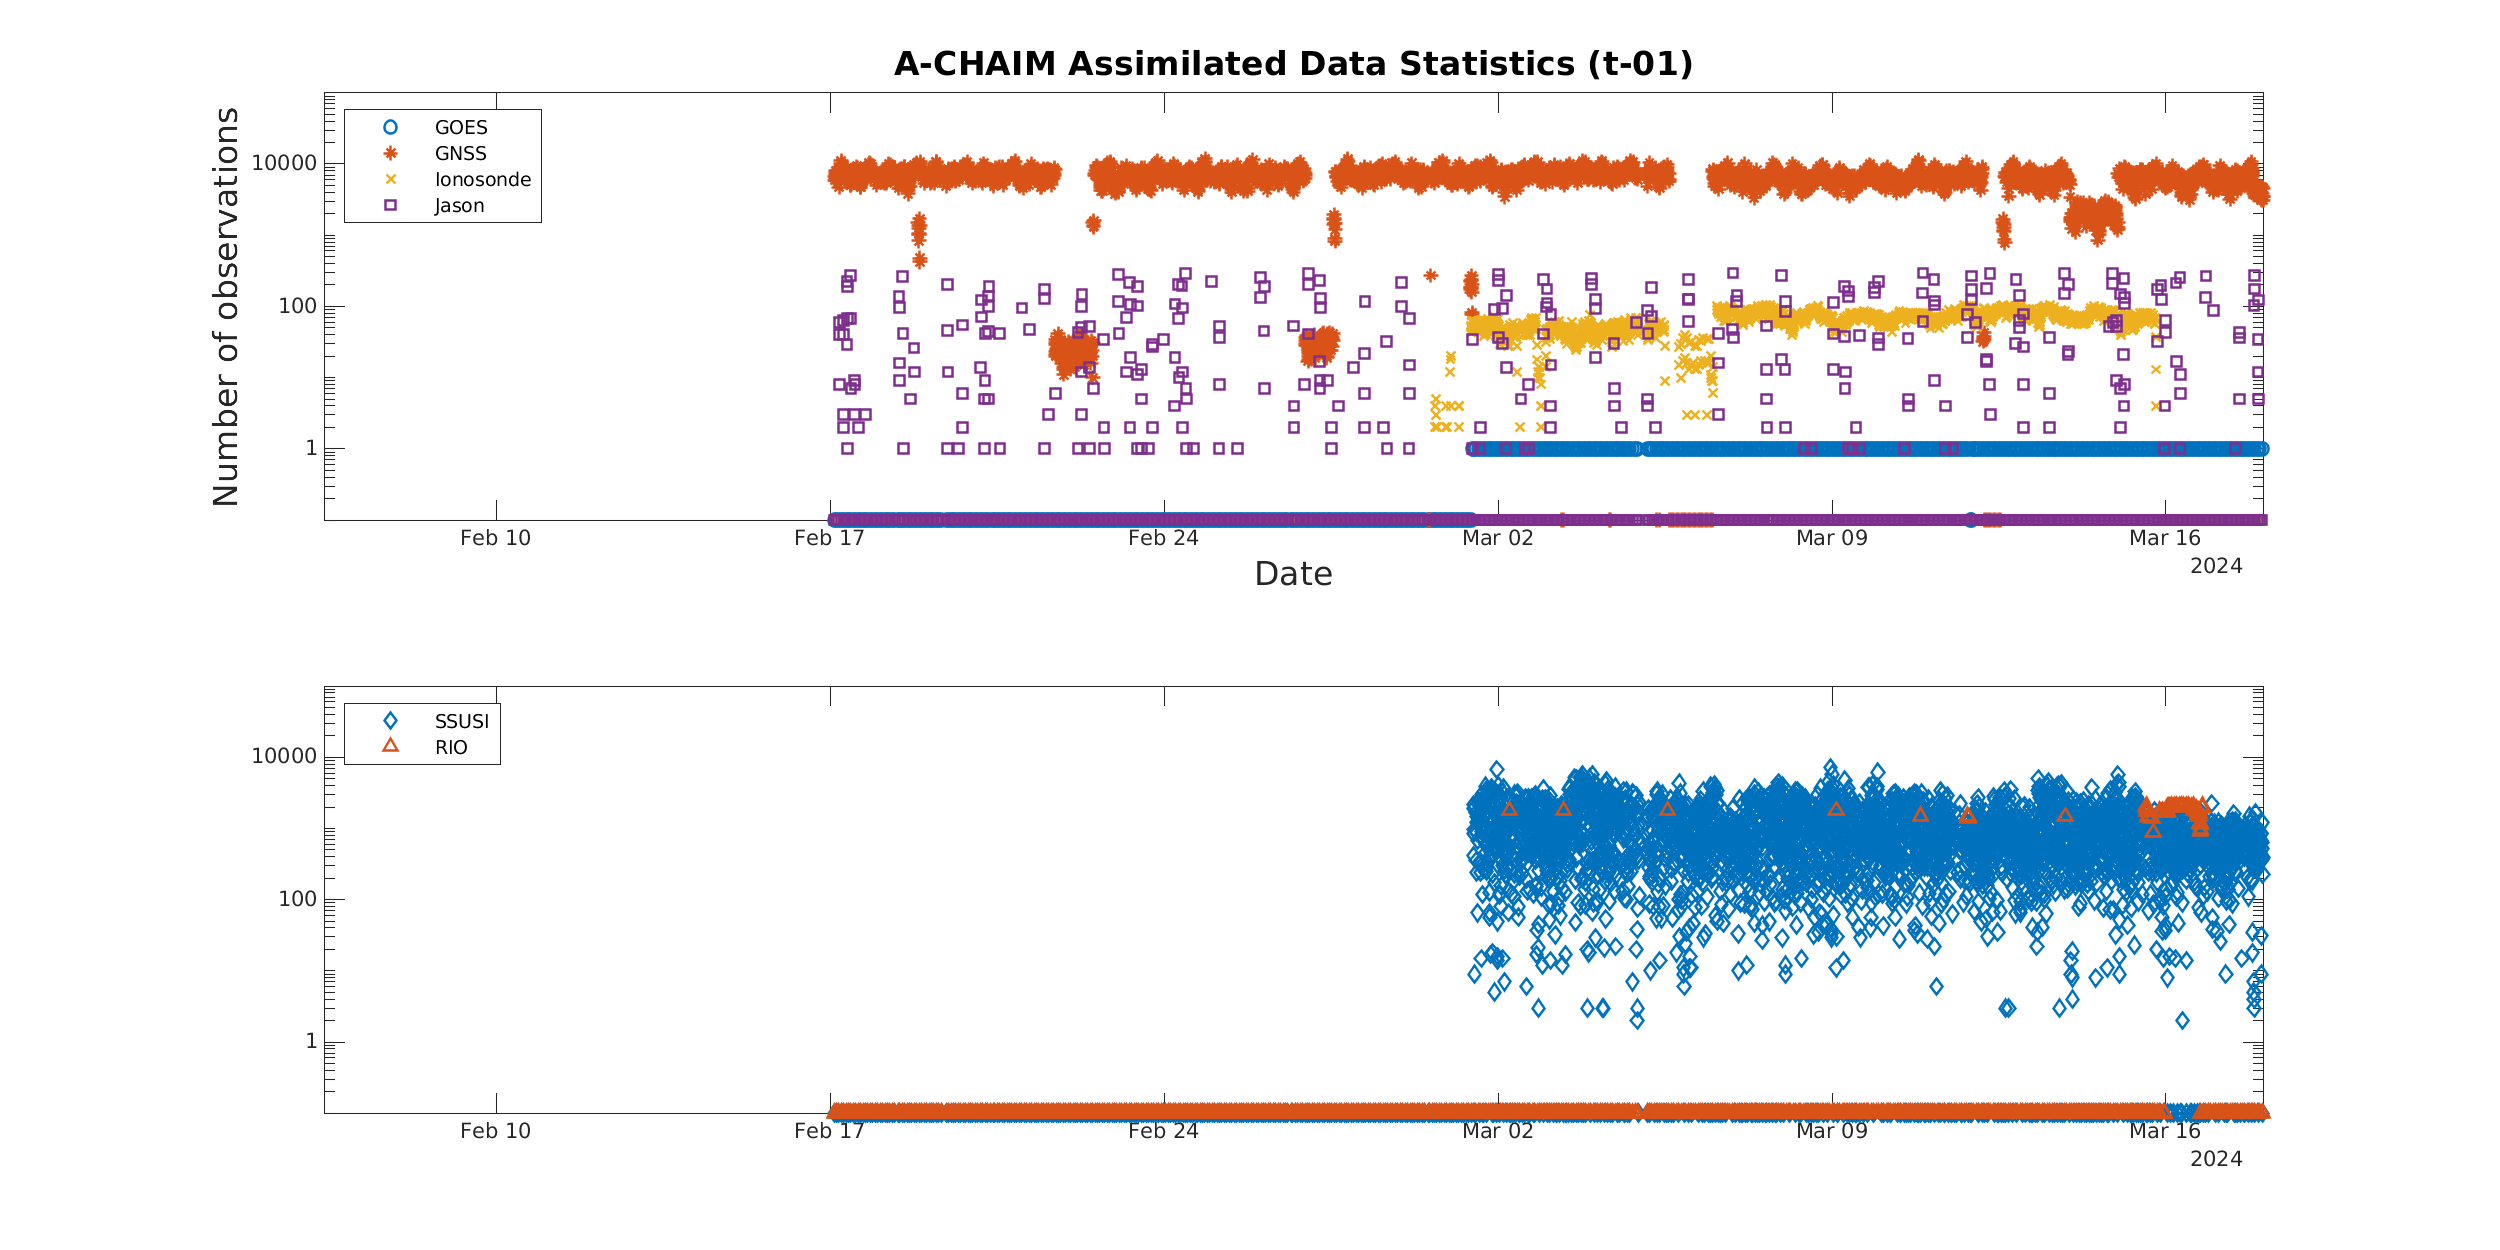 A-CHAIM Assimilated Data Statistics (t-01)
Number of observations
10000
100
1
GOES
GNSS
Ionosonde
Jason
Feb 10
Feb 17
Feb 24
Mar 02
Mar 09
Mar 16
2024
Date
10000
100
1
SSUSI
RIO
Feb 10
Feb 17
Feb 24
Mar 02
Mar 09
Mar 16
2024